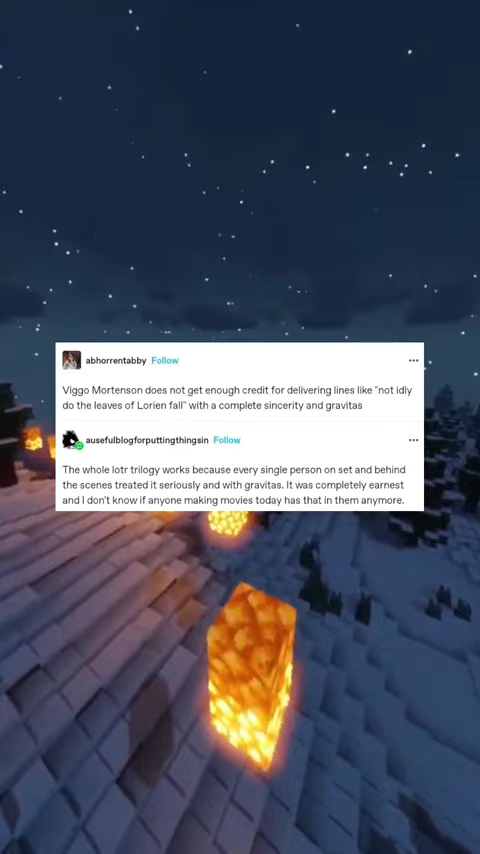 abhorrentabby Follow
Viggo Mortenson does not get enough credit for delivering lines like "not idly
do the leaves of Lorien fall" with a complete sincerity and gravitas
ausefulblogforputtingthingsin Follow
The whole lotr trilogy works because every single person on set and behind
the scenes treated it seriously and with gravitas. It was completely earnest
and I don't know if anyone making movies today has that in them anymore.